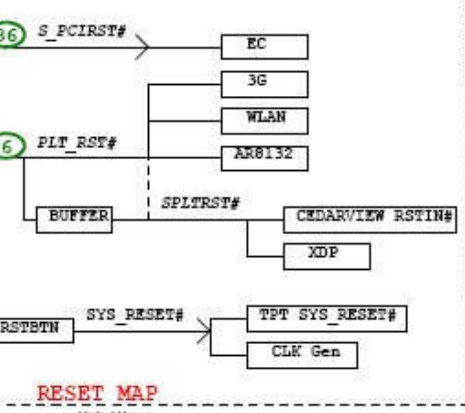 36 S_PCIRST# EC
3G
WLAN
6 PLT_RST# AR8132
SPLTRST#
BUFFER CEDARVIEW RSTIN#
XDP
RSTBTN SYS_RESET# TPT SYS_RESET#
CLK Gen
RESET MAP